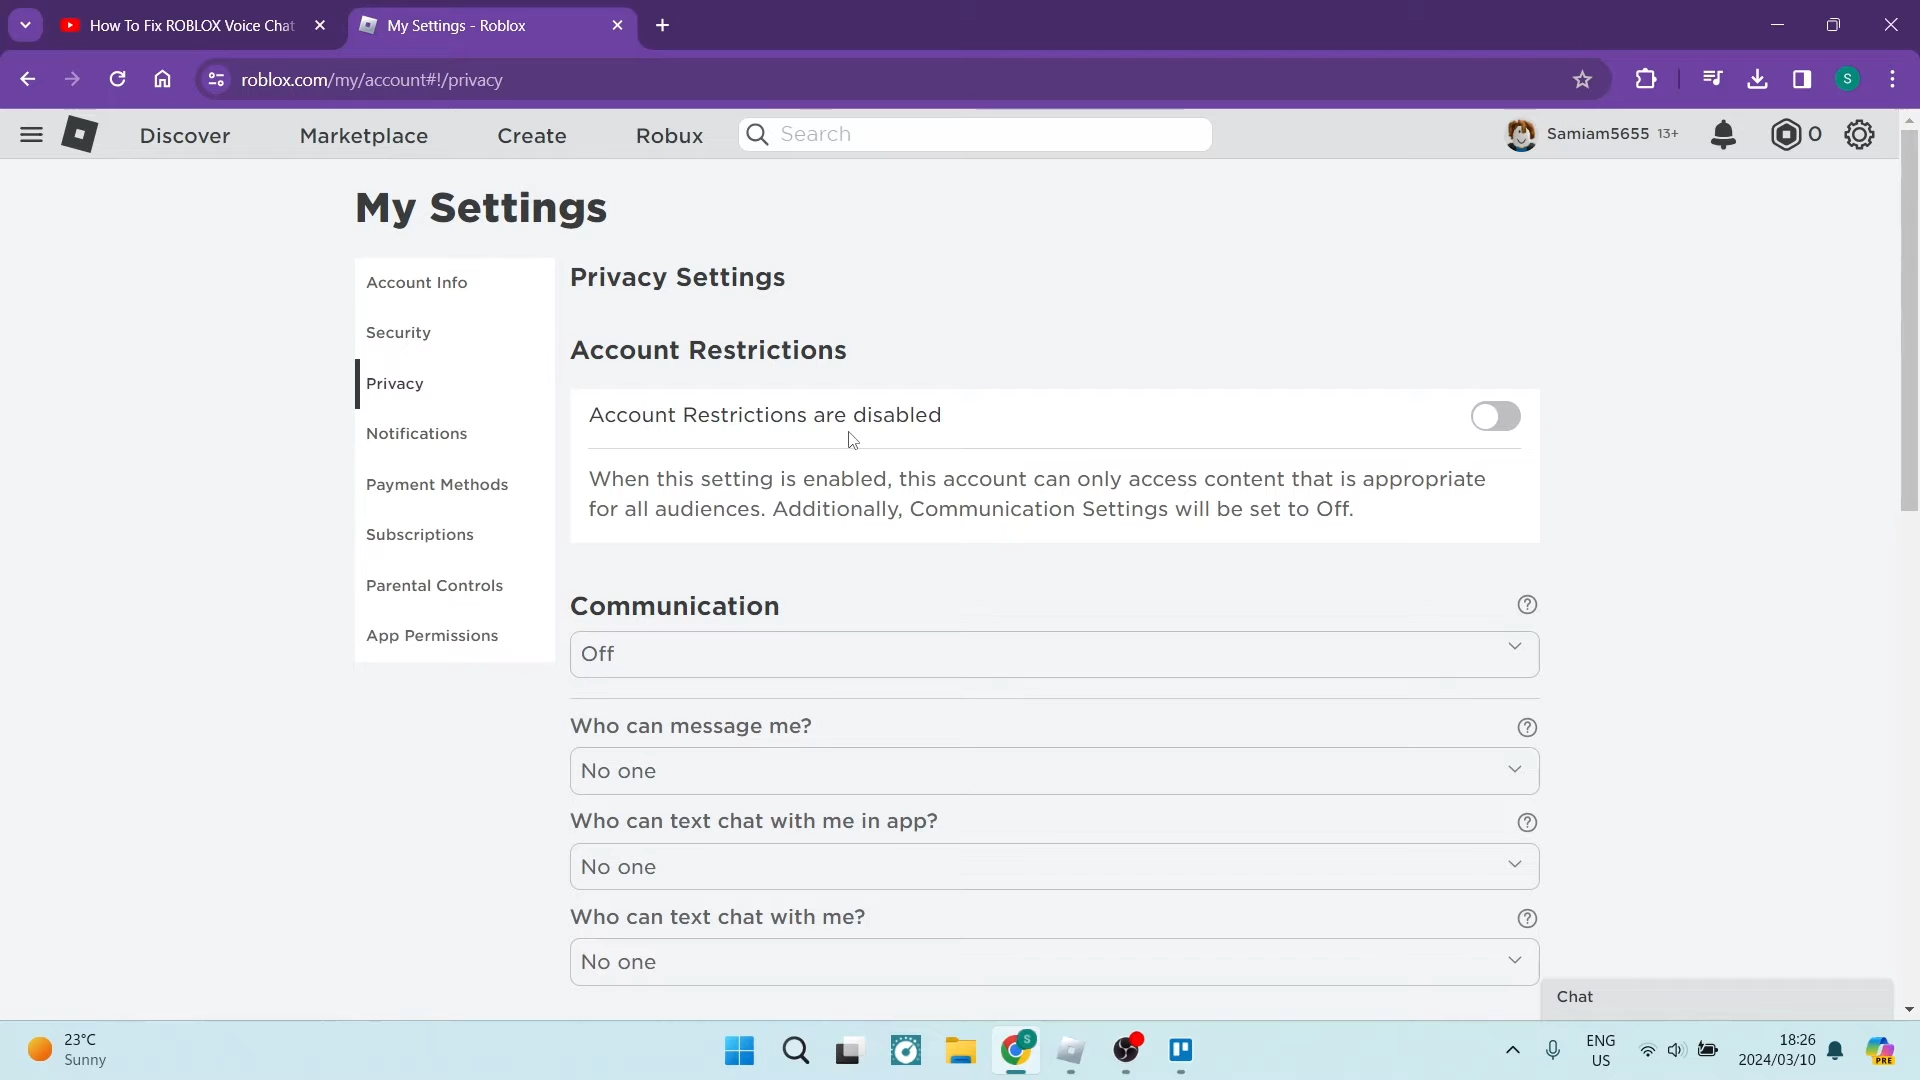 How To Fix ROBLOX Voice Chat
My Settings - Roblox
roblox.com/my/account#!/privacy
S
Discover
Marketplace
Create
Robux
Search
Samiam5655 13+
0
My Settings
Account Info
Security
Privacy
Notifications
Payment Methods
Subscriptions
Parental Controls
App Permissions
Privacy Settings
Account Restrictions
Account Restrictions are disabled
When this setting is enabled, this account can only access content that is appropriate
for all audiences. Additionally, Communication Settings will be set to Off.
Communication
Off
Who can message me?
No one
Who can text chat with me in app?
No one
Who can text chat with me?
No one
Chat
23°C
Sunny
S
ENG
US
18:26
2024/03/10
PRE